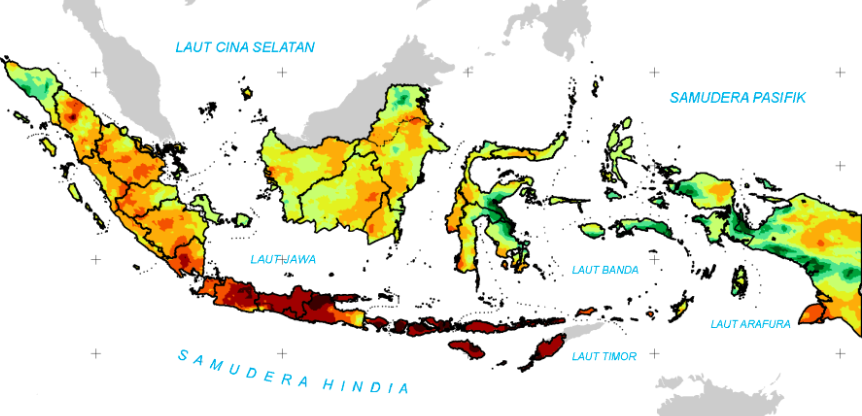 LAUT CINA SELATAN
SAMUDERA PASIFIK
LAUT JAWA
LAUT BANDA
LAUT ARAFURA
LAUT TIMOR
SAMUDERA HINDIA